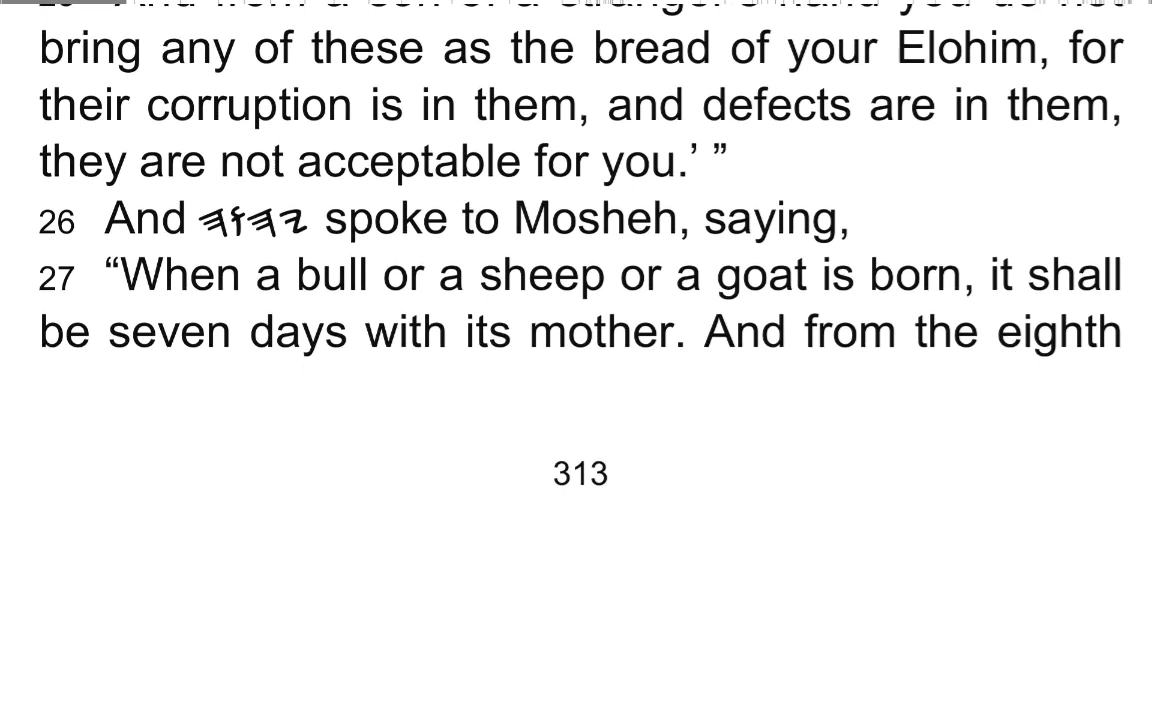 bring any of these as the bread of your Elohim, for
their corruption is in them, and defects are in them,
they are not acceptable for you.’ ”
26 And 𐤉𐤄𐤅𐤄 spoke to Mosheh, saying,
27 “When a bull or a sheep or a goat is born, it shall
be seven days with its mother. And from the eighth
313